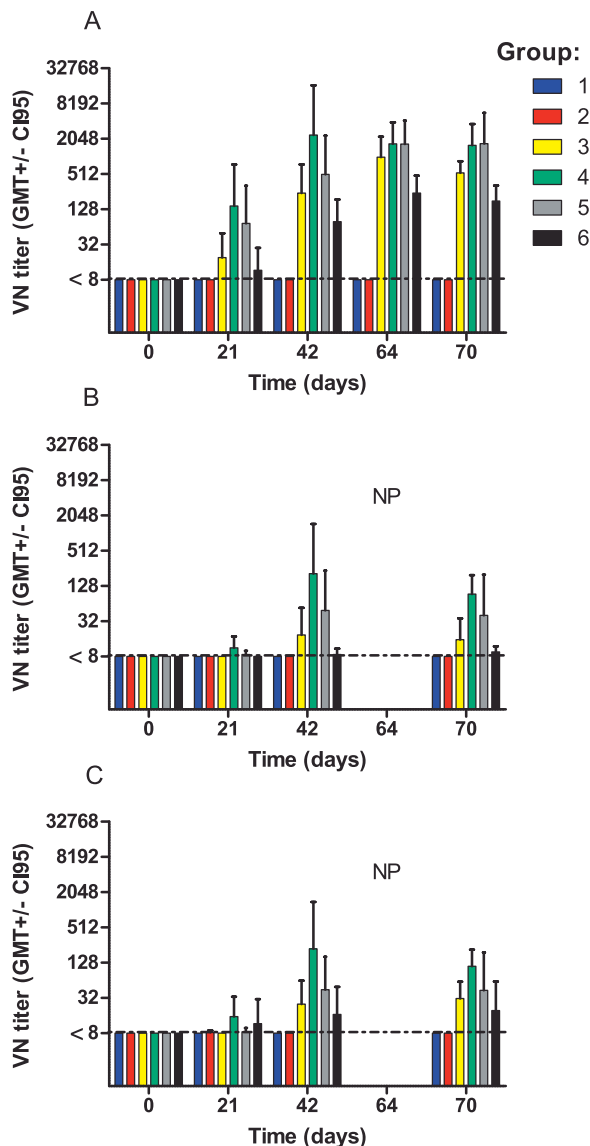 A
Group:
1
2
3
4
5
6
VN titer (GMT+/- CI95)
32768
8192
2048
512
128
32
< 8
0 21 42 64 70
Time (days)
B
VN titer (GMT+/- CI95)
32768
8192
2048
512
128
32
< 8
NP
0 21 42 64 70
Time (days)
C
VN titer (GMT+/- CI95)
32768
8192
2048
512
128
32
< 8
NP
0 21 42 64 70
Time (days)